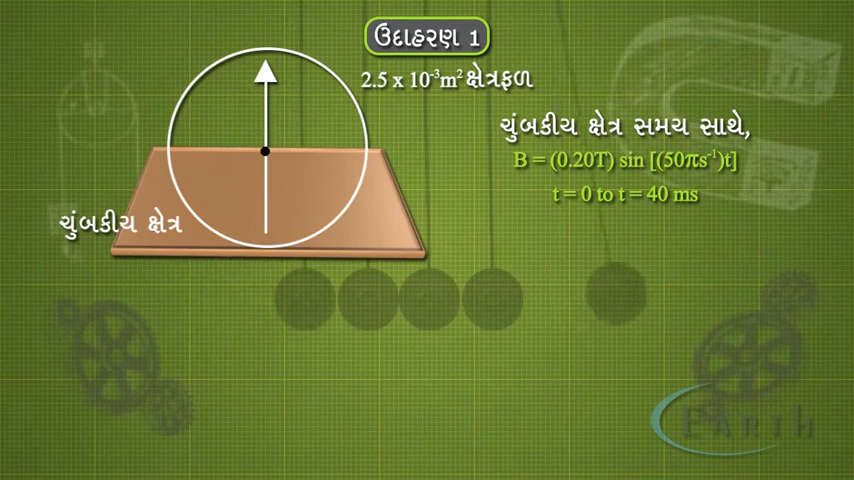 ઉદાહરણ 1
2.5 x 10⁻³m² ક્ષેત્રફળ
ચુંબકીય ક્ષેત્ર સમય સાથે,
B = (0.20T) sin [(50πs⁻¹)t]
t = 0 to t = 40 ms
ચુંબકીય ક્ષેત્ર
EARTH